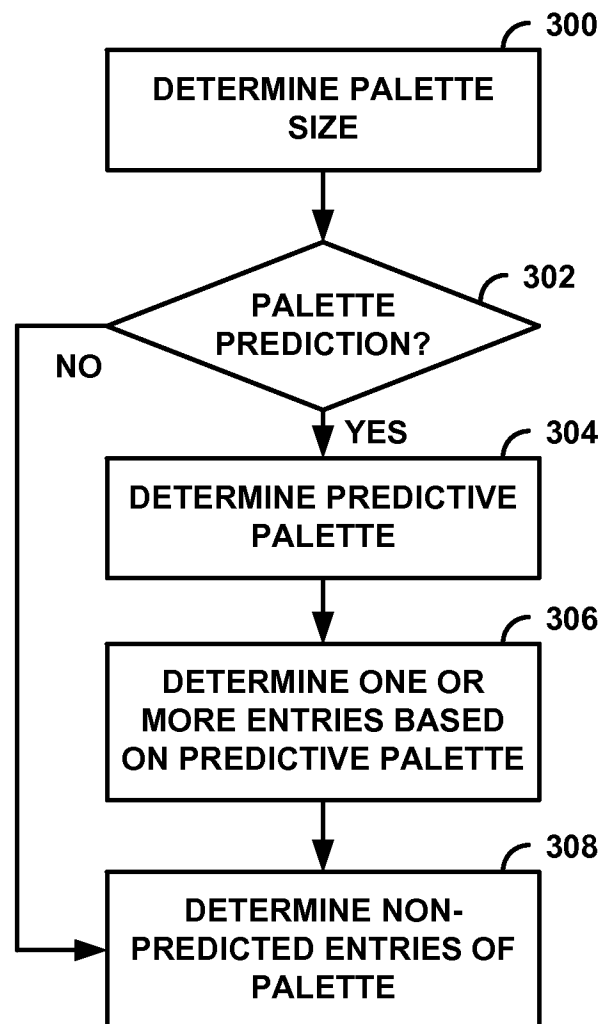 300
DETERMINE PALETTE
SIZE
302
PALETTE
PREDICTION?
NO
YES
304
DETERMINE PREDICTIVE
PALETTE
306
DETERMINE ONE OR
MORE ENTRIES BASED
ON PREDICTIVE PALETTE
308
DETERMINE NON-
PREDICTED ENTRIES OF
PALETTE